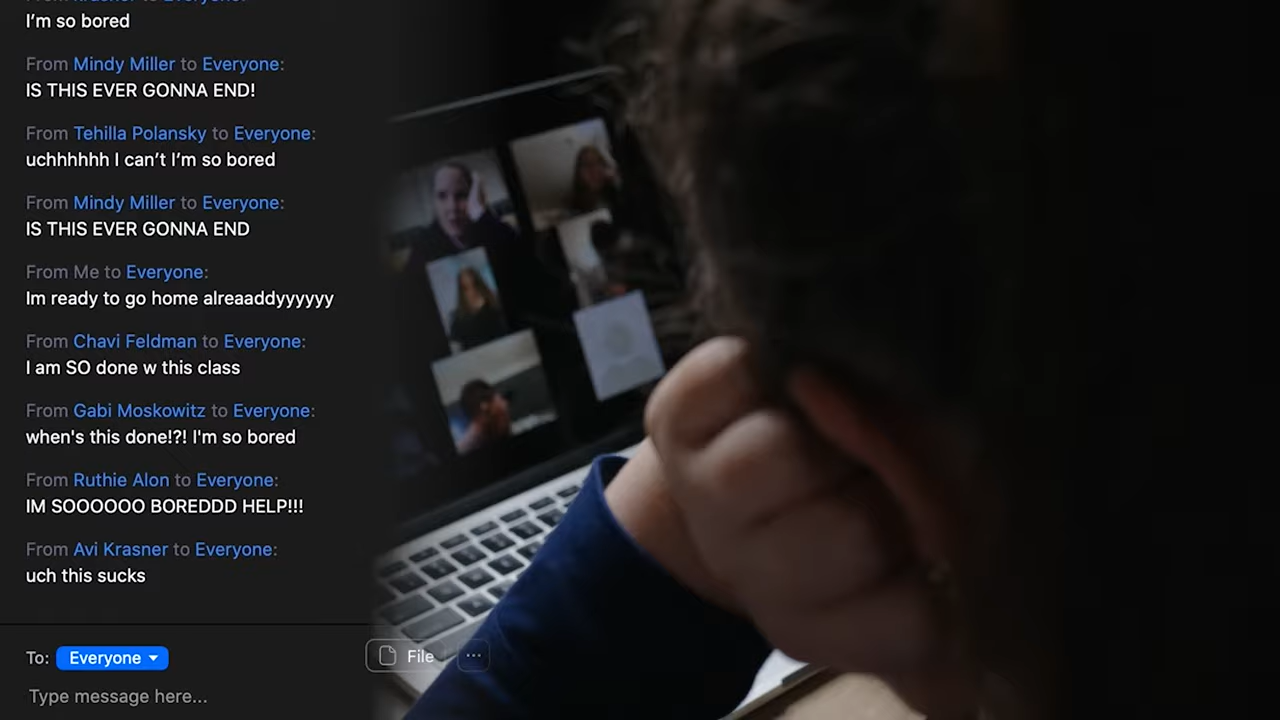 I'm so bored
From Mindy Miller to Everyone:
IS THIS EVER GONNA END!
From Tehilla Polansky to Everyone:
uchhhhhh I can't I'm so bored
From Mindy Miller to Everyone:
IS THIS EVER GONNA END
From Me to Everyone:
Im ready to go home alreaaddyyyyyy
From Chavi Feldman to Everyone:
I am SO done w this class
From Gabi Moskowitz to Everyone:
when's this done!?! I'm so bored
From Ruthie Alon to Everyone:
IM SOOOOOO BOREDDD HELP!!!
From Avi Krasner to Everyone:
uch this sucks
To: Everyone
File
Type message here...